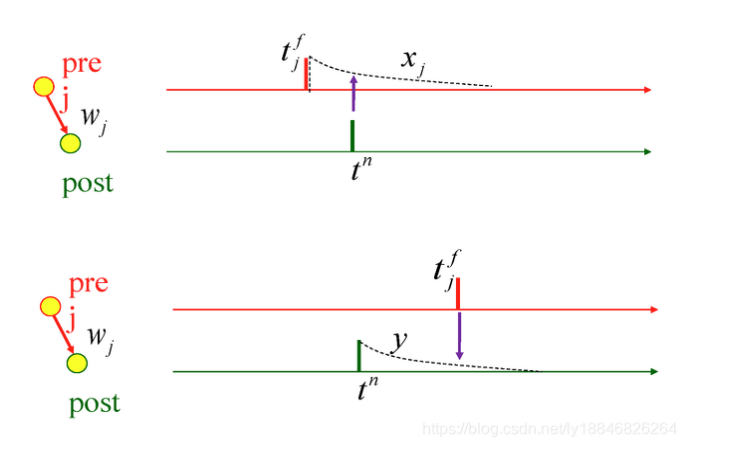 t_j^f
x_j
pre
j
w_j
post
t^n
t_j^f
pre
j
w_j
y
post
t^n
https://blog.csdn.net/ly18846826264